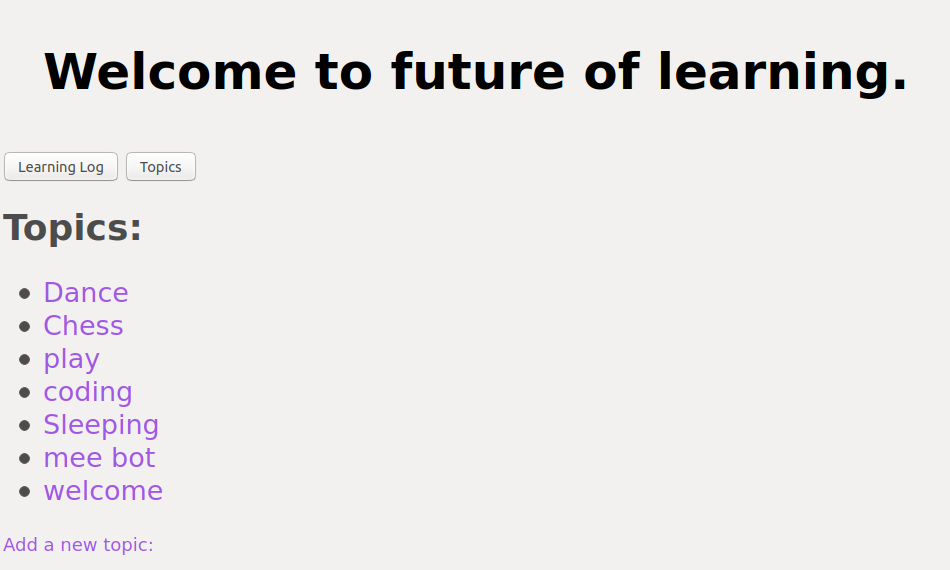 Welcome to future of learning.
Learning Log Topics
Topics:
Dance
Chess
play
coding
Sleeping
mee bot
welcome
Add a new topic: